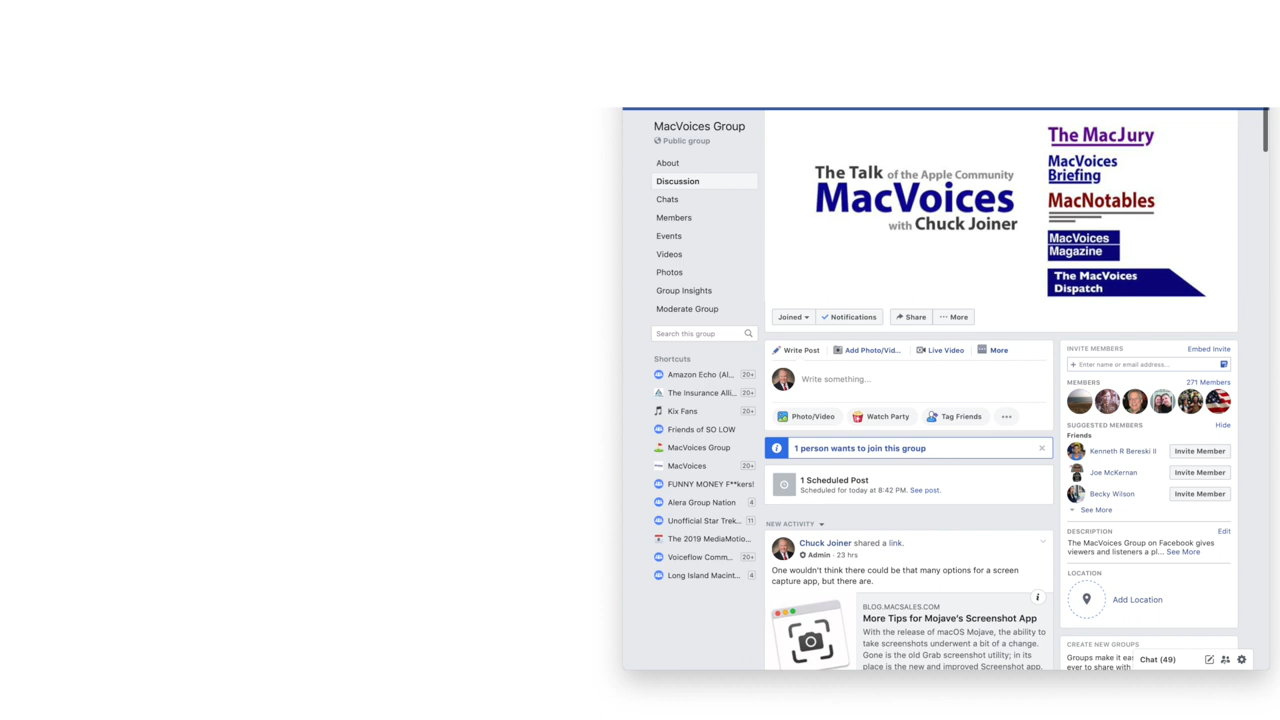 MacVoices Group
Public group
About
Discussion
Chats
Members
Events
Videos
Photos
Group Insights
Moderate Group
Search this group
Shortcuts
Amazon Echo (Al... 20+
The Insurance Alli... 20+
Kix Fans 20+
Friends of SO LOW
MacVoices Group
MacVoices 20+
FUNNY MONEY F**kers!
Alera Group Nation 4
Unofficial Star Trek... 11
The 2019 MediaMotio...
Voiceflow Comm... 20+
Long Island Macint... 4
The Talk of the Apple Community
MacVoices
with Chuck Joiner
The MacJury
MacVoices
Briefing
MacNotables
MacVoices
Magazine
The MacVoices
Dispatch
Joined Notifications Share ··· More
Write Post Add Photo/Vid... Live Video More
Write something...
Photo/Video Watch Party Tag Friends ···
1 person wants to join this group
1 Scheduled Post
Scheduled for today at 8:42 PM. See post.
NEW ACTIVITY
Chuck Joiner shared a link.
Admin · 23 hrs
One wouldn't think there could be that many options for a screen
capture app, but there are.
BLOG.MACSALES.COM
More Tips for Mojave's Screenshot App
With the release of macOS Mojave, the ability to
take screenshots underwent a bit of a change.
Gone is the old Grab screenshot utility; in its
place is the new and improved Screenshot app.
INVITE MEMBERS Embed Invite
+ Enter name or email address...
MEMBERS 271 Members
SUGGESTED MEMBERS Hide
Friends
Kenneth R Bereski II Invite Member
Joe McKernan Invite Member
Becky Wilson Invite Member
See More
DESCRIPTION Edit
The MacVoices Group on Facebook gives
viewers and listeners a pl... See More
LOCATION
Add Location
CREATE NEW GROUPS
Groups make it eas
ever to share with
Chat (49)